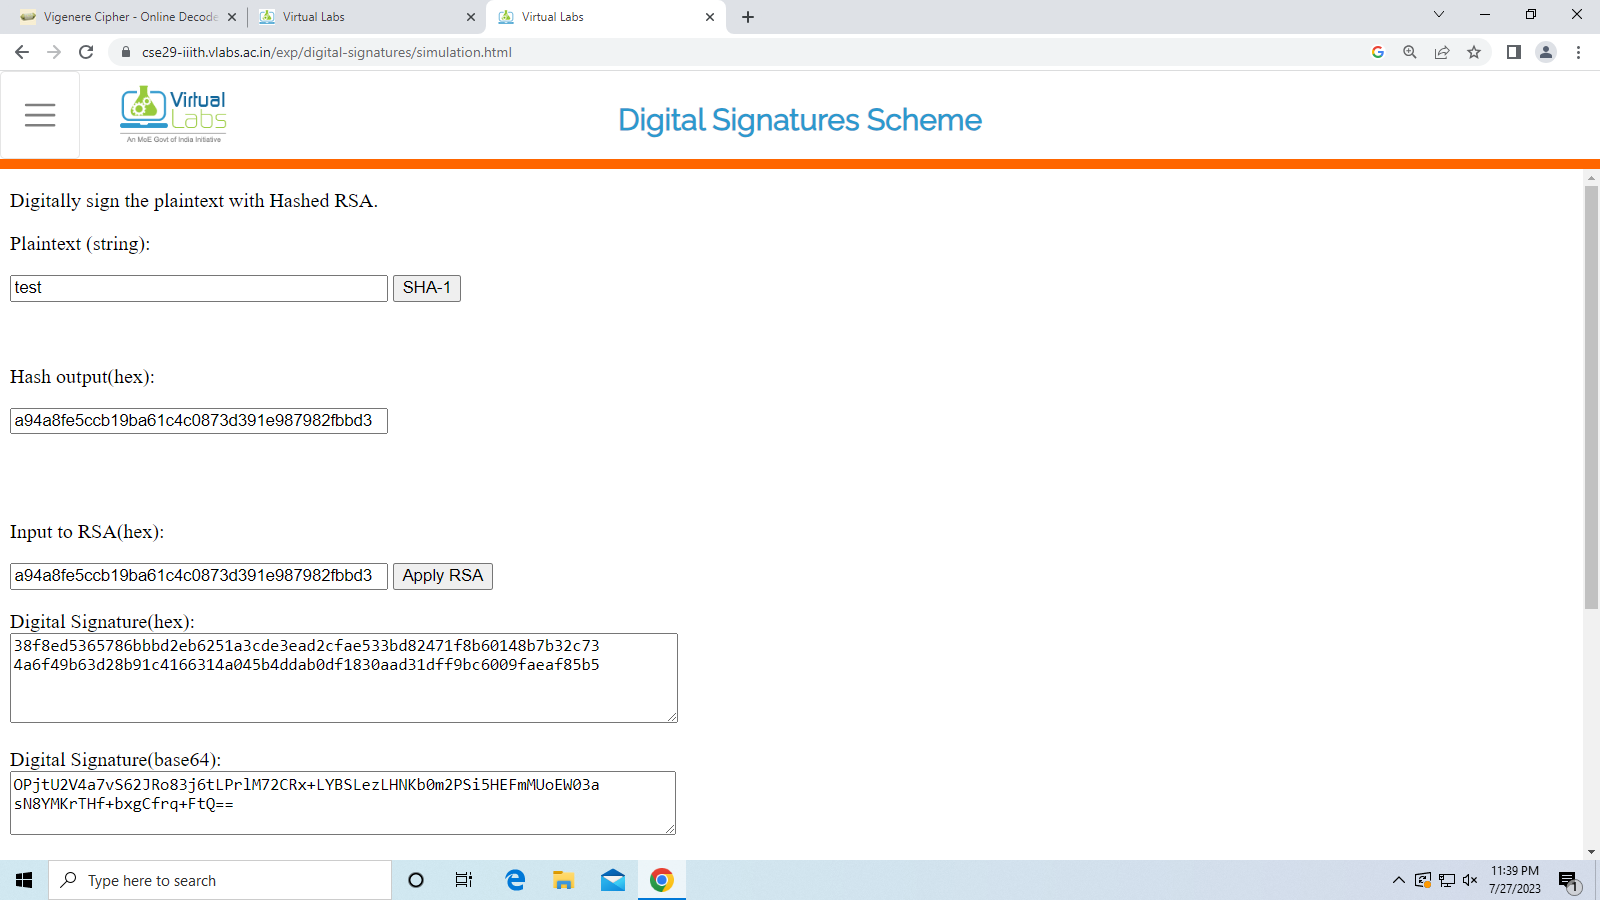 Vigenere Cipher - Online Decode
Virtual Labs
Virtual Labs
cse29-iiith.vlabs.ac.in/exp/digital-signatures/simulation.html
Virtual
Labs
An MoE Govt of India Initiative
Digital Signatures Scheme
Digitally sign the plaintext with Hashed RSA.
Plaintext (string):
test SHA-1
Hash output(hex):
a94a8fe5ccb19ba61c4c0873d391e987982fbbd3
Input to RSA(hex):
a94a8fe5ccb19ba61c4c0873d391e987982fbbd3 Apply RSA
Digital Signature(hex):
38f8ed5365786bbbd2eb6251a3cde3ead2cfae533bd82471f8b60148b7b32c73
4a6f49b63d28b91c4166314a045b4ddab0df1830aad31dff9bc6009faeaf85b5
Digital Signature(base64):
OPjtU2V4a7vS62JRo83j6tLPrlM72CRx+LYBSLezLHNKb0m2PSi5HEFmMUoEW03a
sN8YMKrTHf+bxgCfrq+FtQ==
Type here to search
11:39 PM
7/27/2023
1